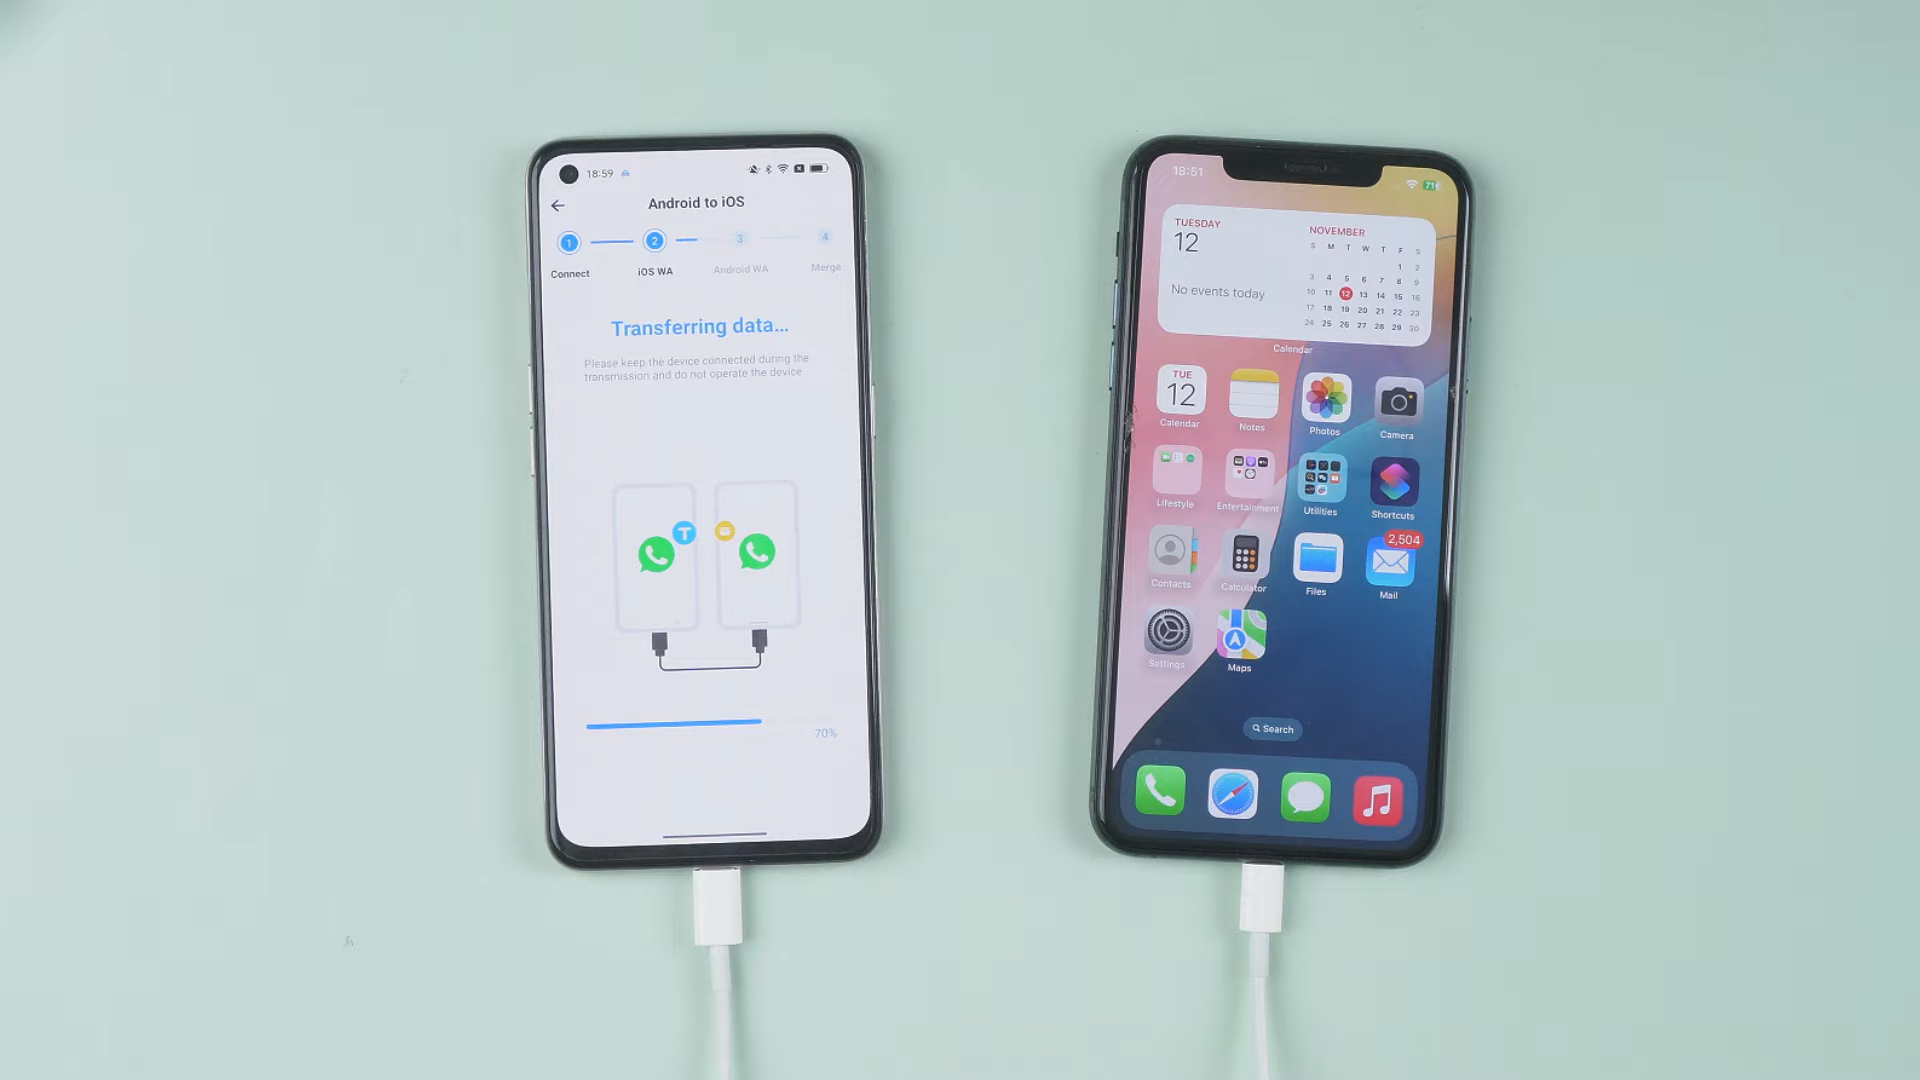 18:59
Android to iOS
1
2
3
4
Connect
iOS WA
Android WA
Merge
Transferring data...
Please keep the device connected during the
transmission and do not operate the device
T
70%
18:51
71
TUESDAY
12
No events today
NOVEMBER
S M T W T F S
1 2
3 4 5 6 7 8 9
10 11 12 13 14 15 16
17 18 19 20 21 22 23
24 25 26 27 28 29 30
Calendar
TUE
12
Calendar
Notes
Photos
Camera
Lifestyle
Entertainment
Utilities
Shortcuts
2,504
Contacts
Calculator
Files
Mail
Settings
Maps
Search